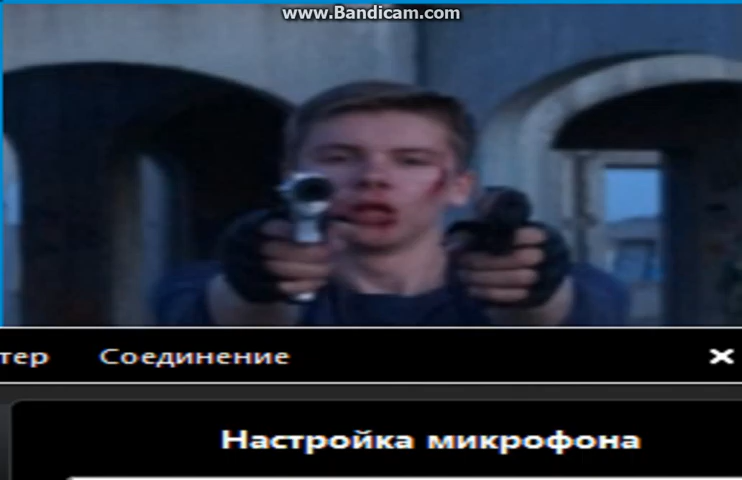 www.Bandicam.com
тер Соединение ×
Настройка микрофона